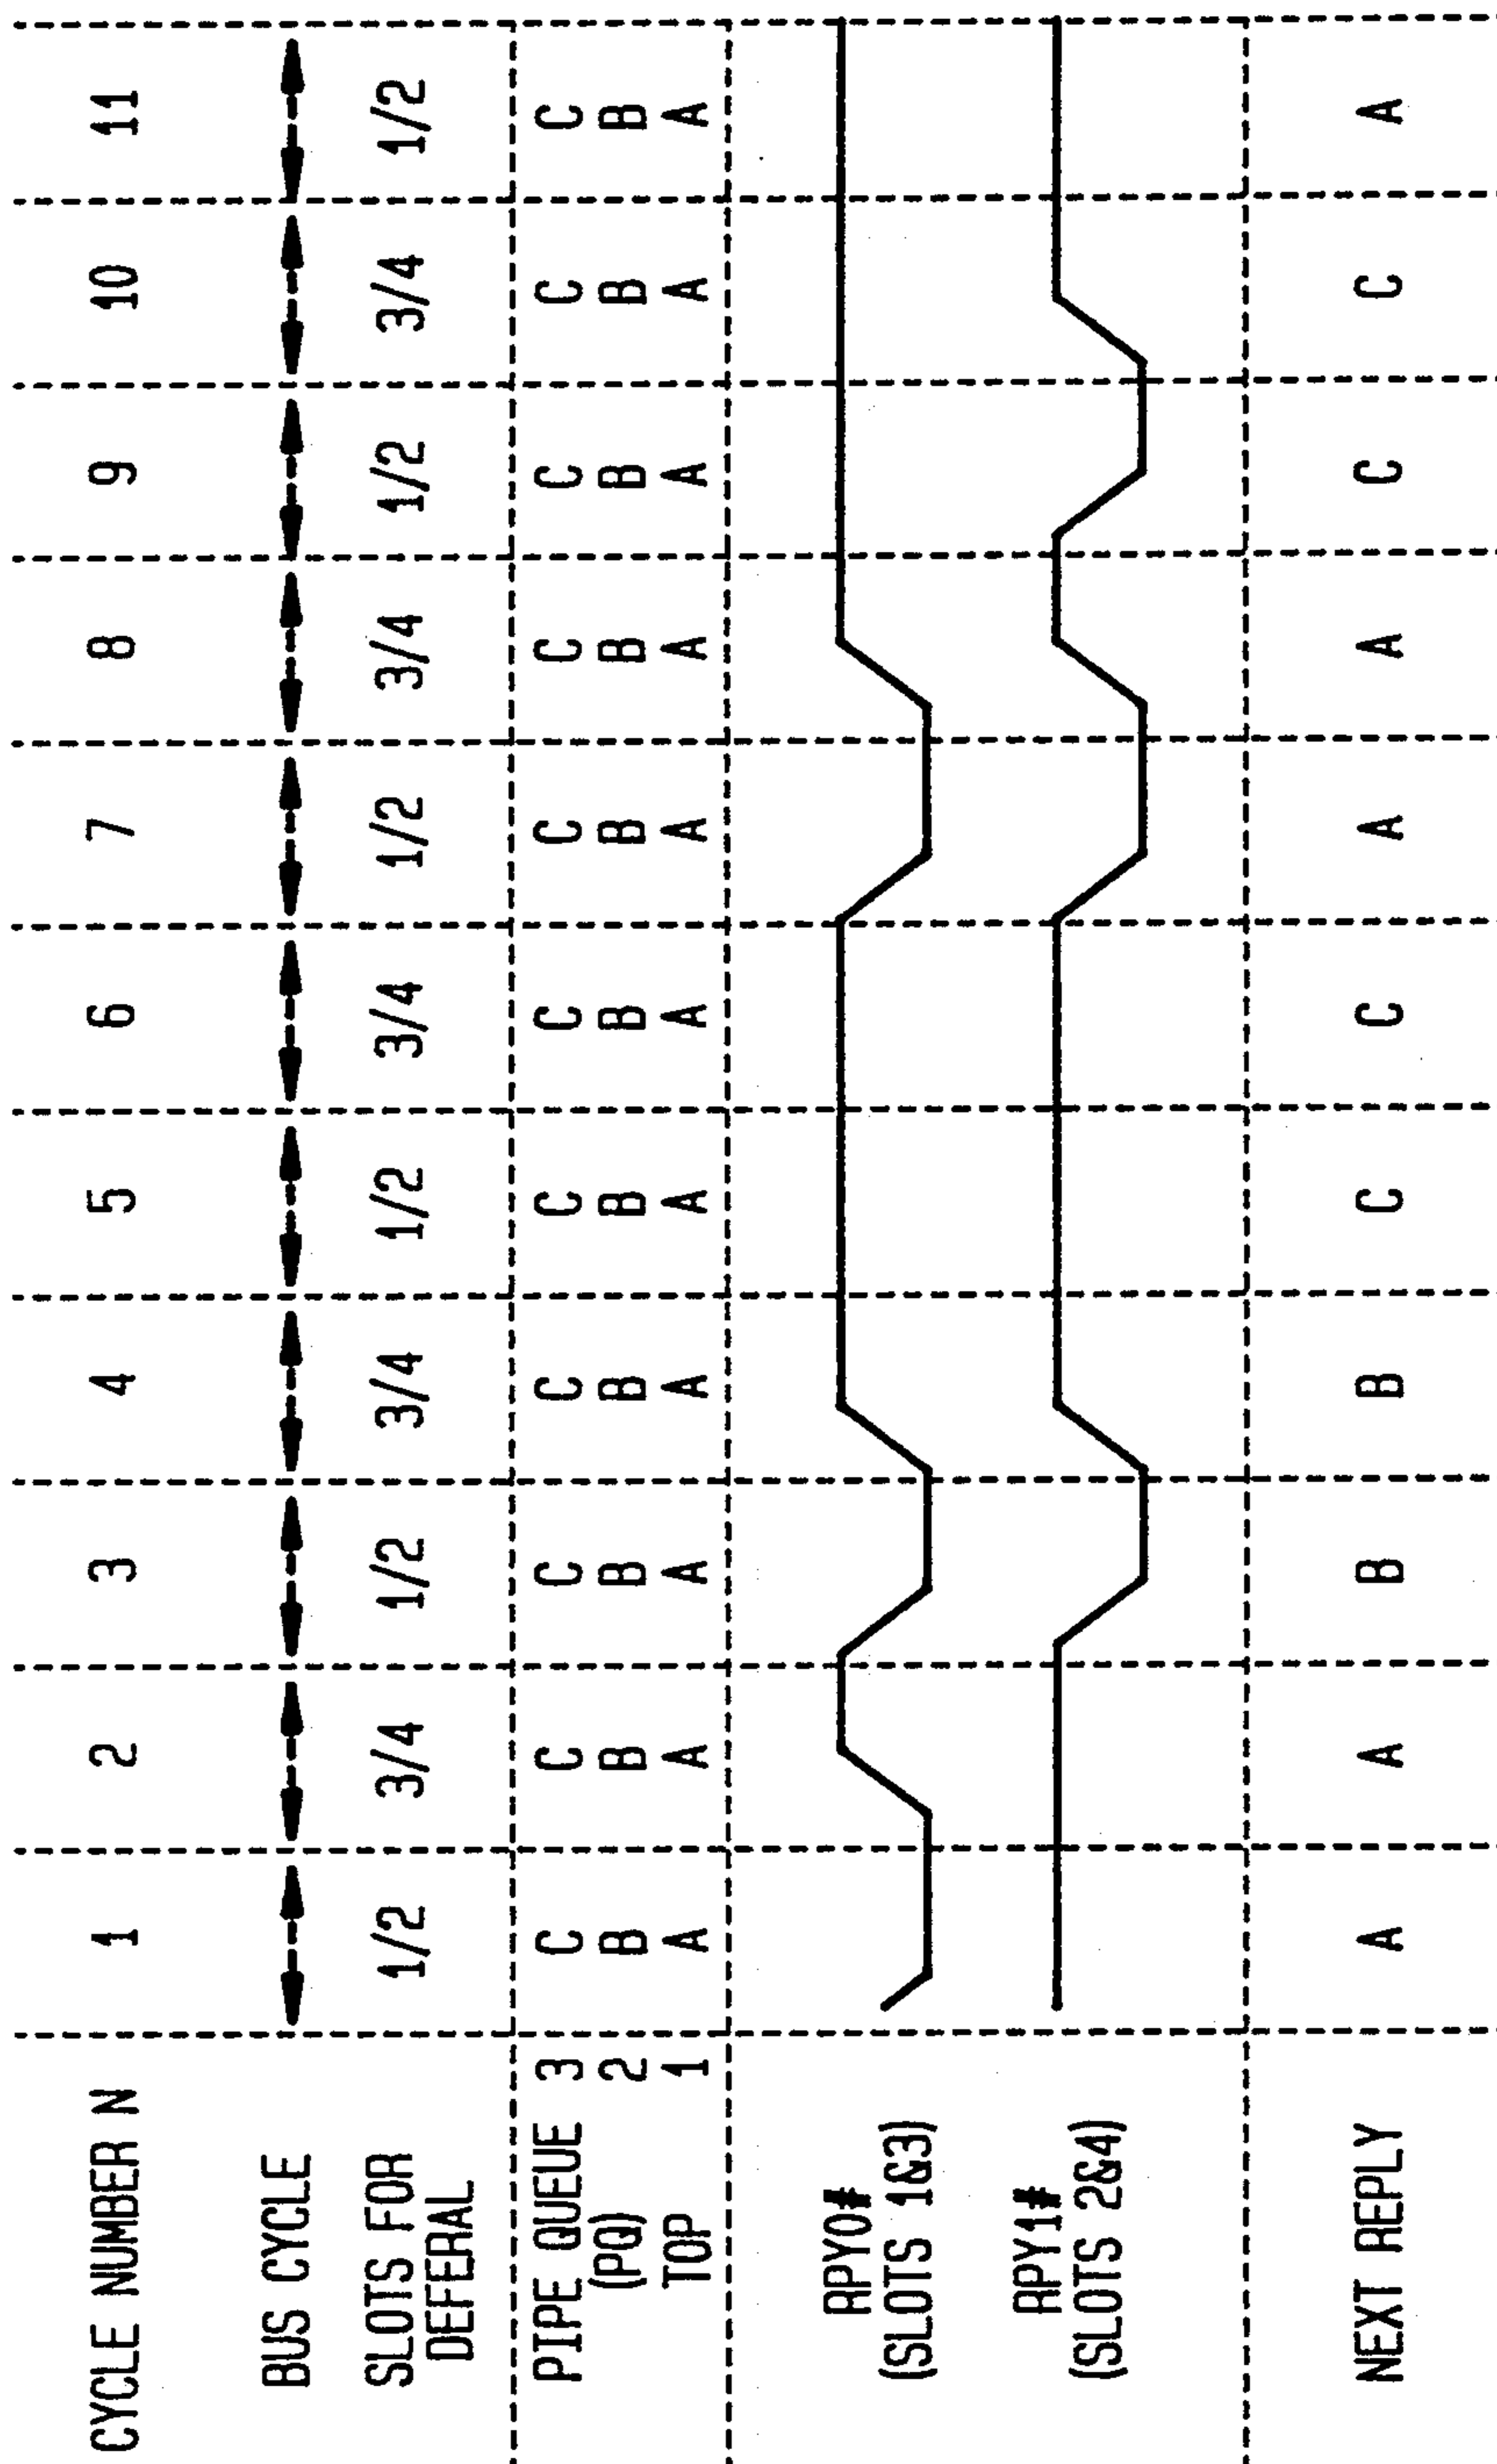 CYCLE NUMBER N 1 2 3 4 5 6 7 8 9 10 11
BUS CYCLE
SLOTS FOR DEFERAL 1/2 3/4 1/2 3/4 1/2 3/4 1/2 3/4 1/2 3/4 1/2
PIPE QUEUE 3 C C C C C C C C C C C
(PQ) 2 B B B B B B B B B B B
TOP 1 A A A A A A A A A A A
RPY0#
(SLOTS 1&3)
RPY1#
(SLOTS 2&4)
NEXT REPLY A A B B C C A A C C A